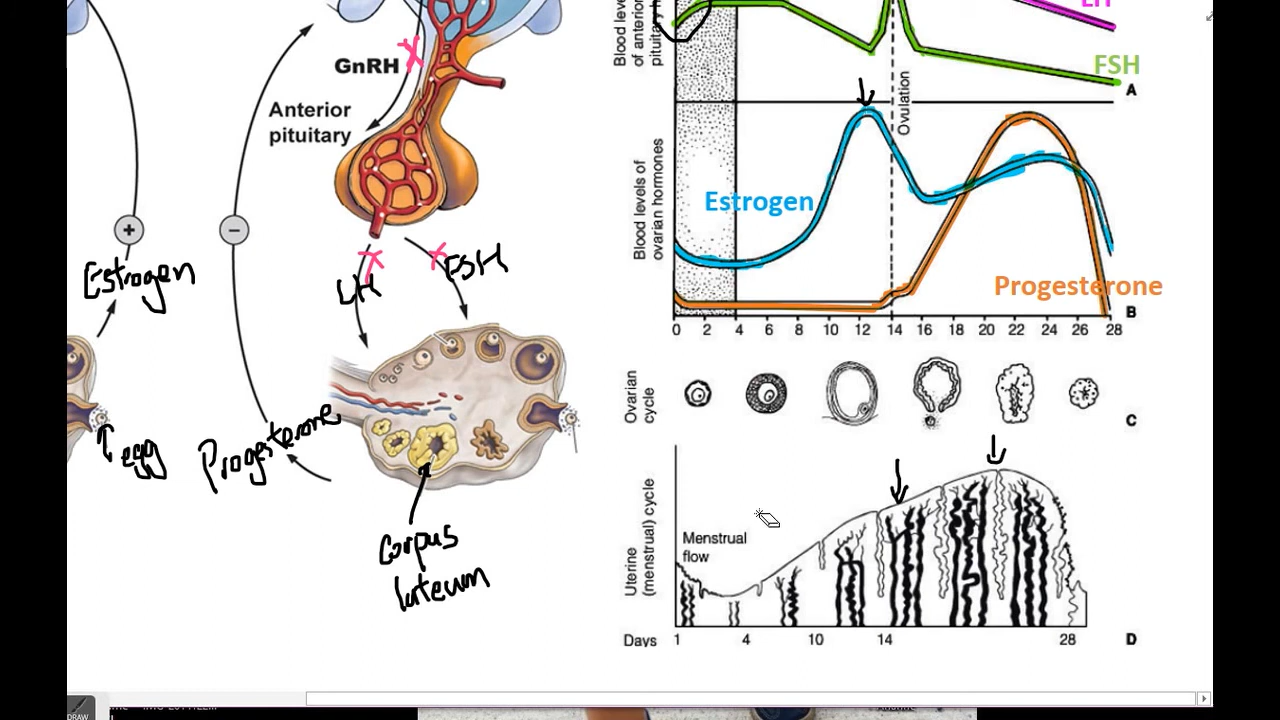 GnRH
Anterior
pituitary
+
−
Estrogen
LH
FSH
egg
Progesterone
Corpus
luteum
Blood leve
of anterior
pituitary h
LH
FSH
A
Ovulation
Blood levels of
ovarian hormones
Estrogen
Progesterone
B
0 2 4 6 8 10 12 14 16 18 20 22 24 26 28
Ovarian
cycle
C
Uterine
(menstrual) cycle
Menstrual
flow
Days 1 4 10 14 28
D
DRAW